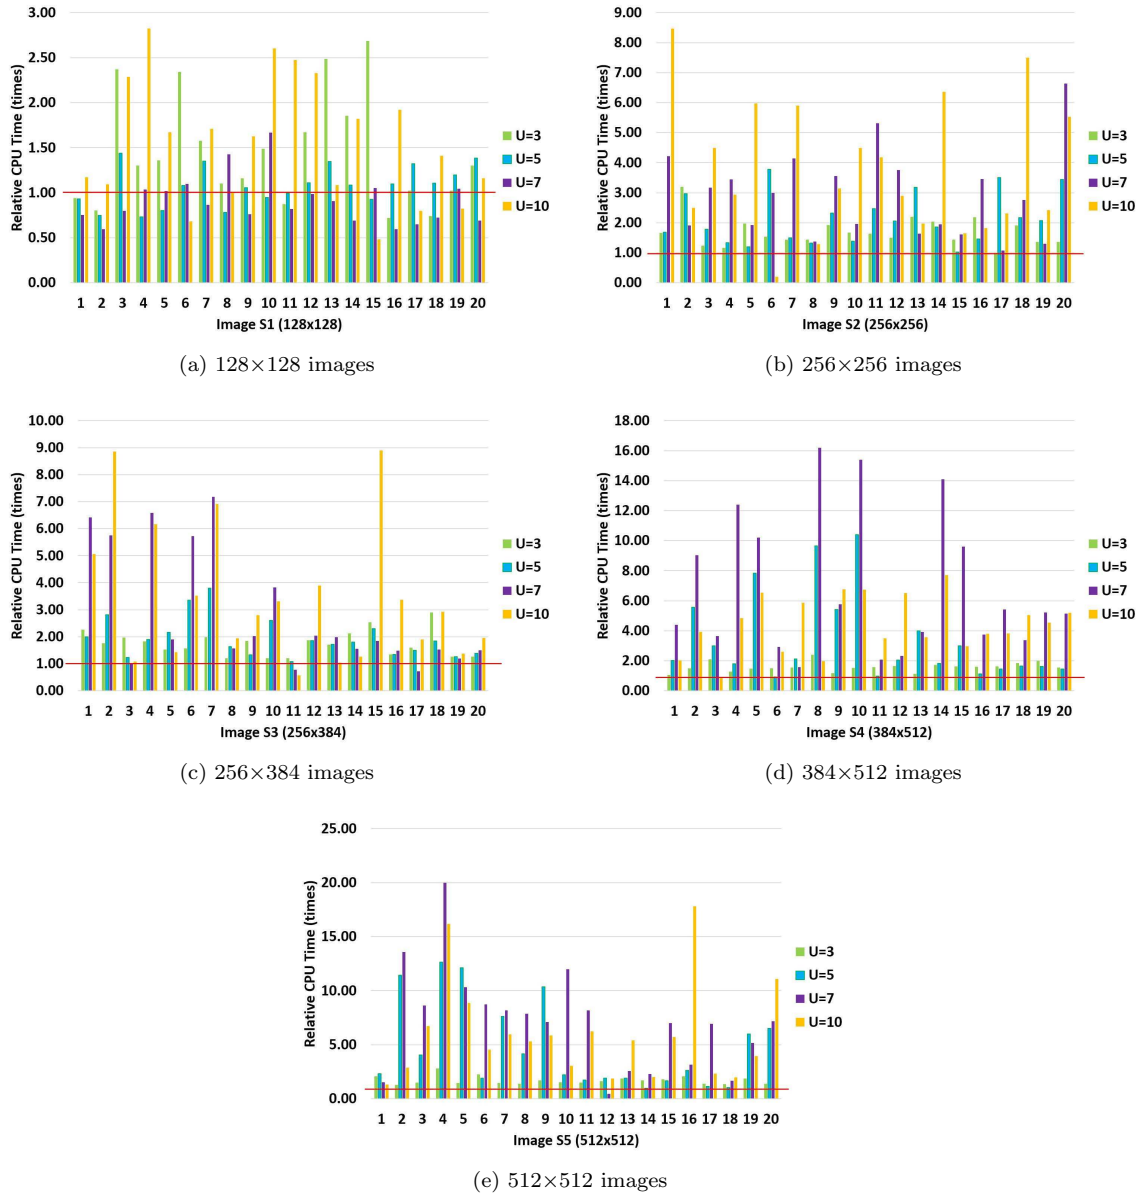 3.00
2.50
2.00
1.50
1.00
0.50
0.00
Relative CPU Time (times)
1 2 3 4 5 6 7 8 9 10 11 12 13 14 15 16 17 18 19 20
Image S1 (128x128)
U=3
U=5
U=7
U=10
(a) 128×128 images
9.00
8.00
7.00
6.00
5.00
4.00
3.00
2.00
1.00
0.00
Relative CPU Time (times)
1 2 3 4 5 6 7 8 9 10 11 12 13 14 15 16 17 18 19 20
Image S2 (256x256)
U=3
U=5
U=7
U=10
(b) 256×256 images
10.00
9.00
8.00
7.00
6.00
5.00
4.00
3.00
2.00
1.00
0.00
Relative CPU Time (times)
1 2 3 4 5 6 7 8 9 10 11 12 13 14 15 16 17 18 19 20
Image S3 (256x384)
U=3
U=5
U=7
U=10
(c) 256×384 images
18.00
16.00
14.00
12.00
10.00
8.00
6.00
4.00
2.00
0.00
Relative CPU Time (times)
1 2 3 4 5 6 7 8 9 10 11 12 13 14 15 16 17 18 19 20
Image S4 (384x512)
U=3
U=5
U=7
U=10
(d) 384×512 images
25.00
20.00
15.00
10.00
5.00
0.00
Relative CPU Time (times)
1 2 3 4 5 6 7 8 9 10 11 12 13 14 15 16 17 18 19 20
Image S5 (512x512)
U=3
U=5
U=7
U=10
(e) 512×512 images